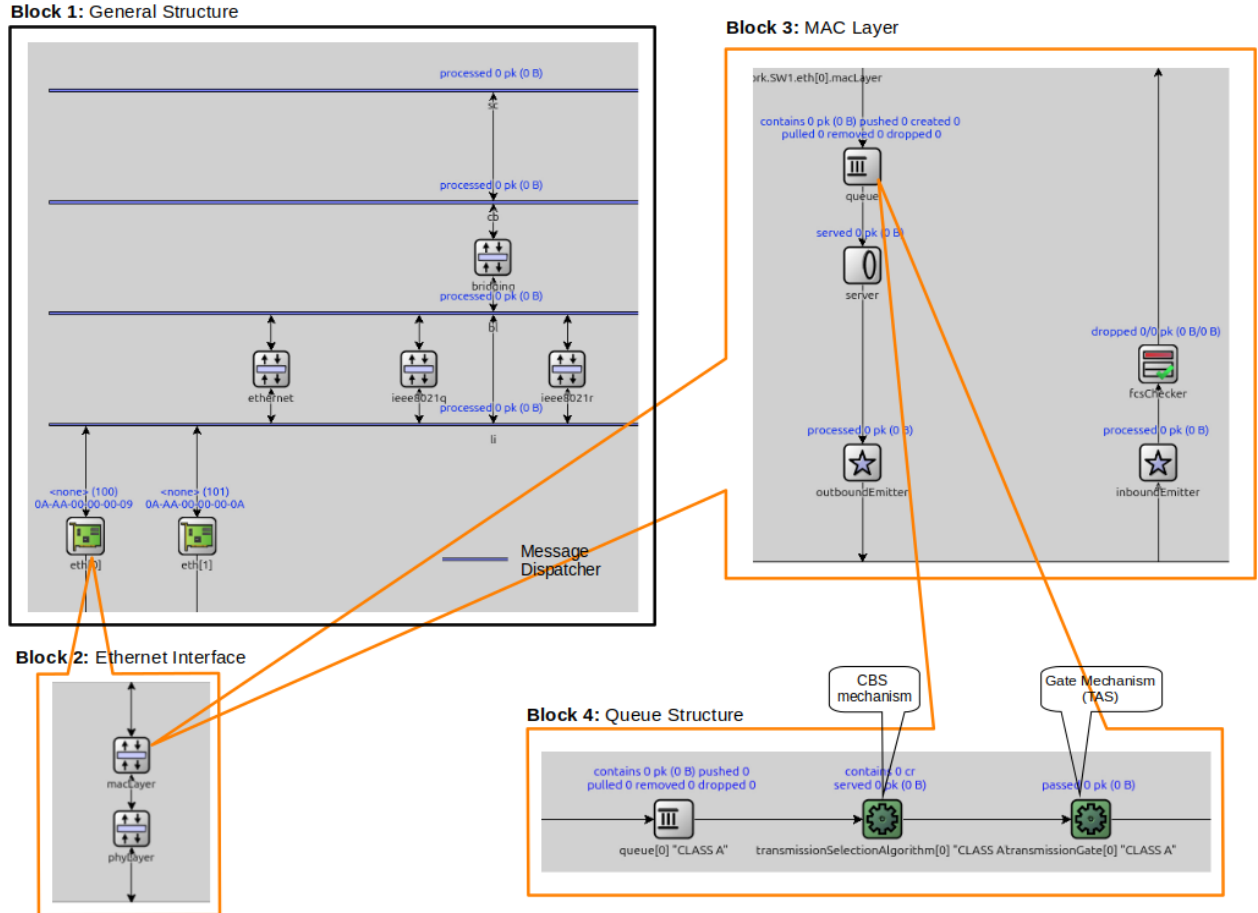 Block 1: General Structure
processed 0 pk (0 B)
sc
processed 0 pk (0 B)
cb
bridging
processed 0 pk (0 B)
bl
ethernet
ieee8021q
ieee8021r
processed 0 pk (0 B)
li
<none> (100)
0A-AA-00-00-00-09
<none> (101)
0A-AA-00-00-00-0A
eth[0]
eth[1]
Message
Dispatcher
Block 2: Ethernet Interface
macLayer
phyLayer
Block 3: MAC Layer
ork.SW1.eth[0].macLayer
contains 0 pk (0 B) pushed 0 created 0
pulled 0 removed 0 dropped 0
queue
served 0 pk (0 B)
server
dropped 0/0 pk (0 B/0 B)
fcsChecker
processed 0 pk (0 B)
outboundEmitter
processed 0 pk (0 B)
inboundEmitter
Block 4: Queue Structure
CBS
mechanism
Gate Mechanism
(TAS)
contains 0 pk (0 B) pushed 0
pulled 0 removed 0 dropped 0
queue[0] "CLASS A"
contains 0 cr
served 0 pk (0 B)
transmissionSelectionAlgorithm[0] "CLASS A
passed 0 pk (0 B)
transmissionGate[0] "CLASS A"